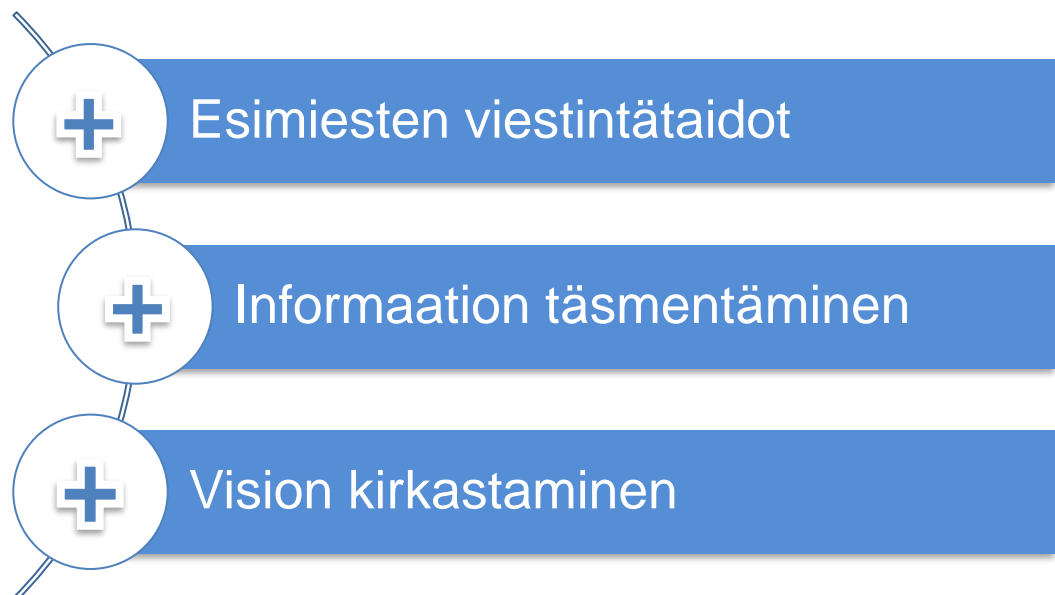 Esimiesten viestintätaidot
Informaation täsmentäminen
Vision kirkastaminen